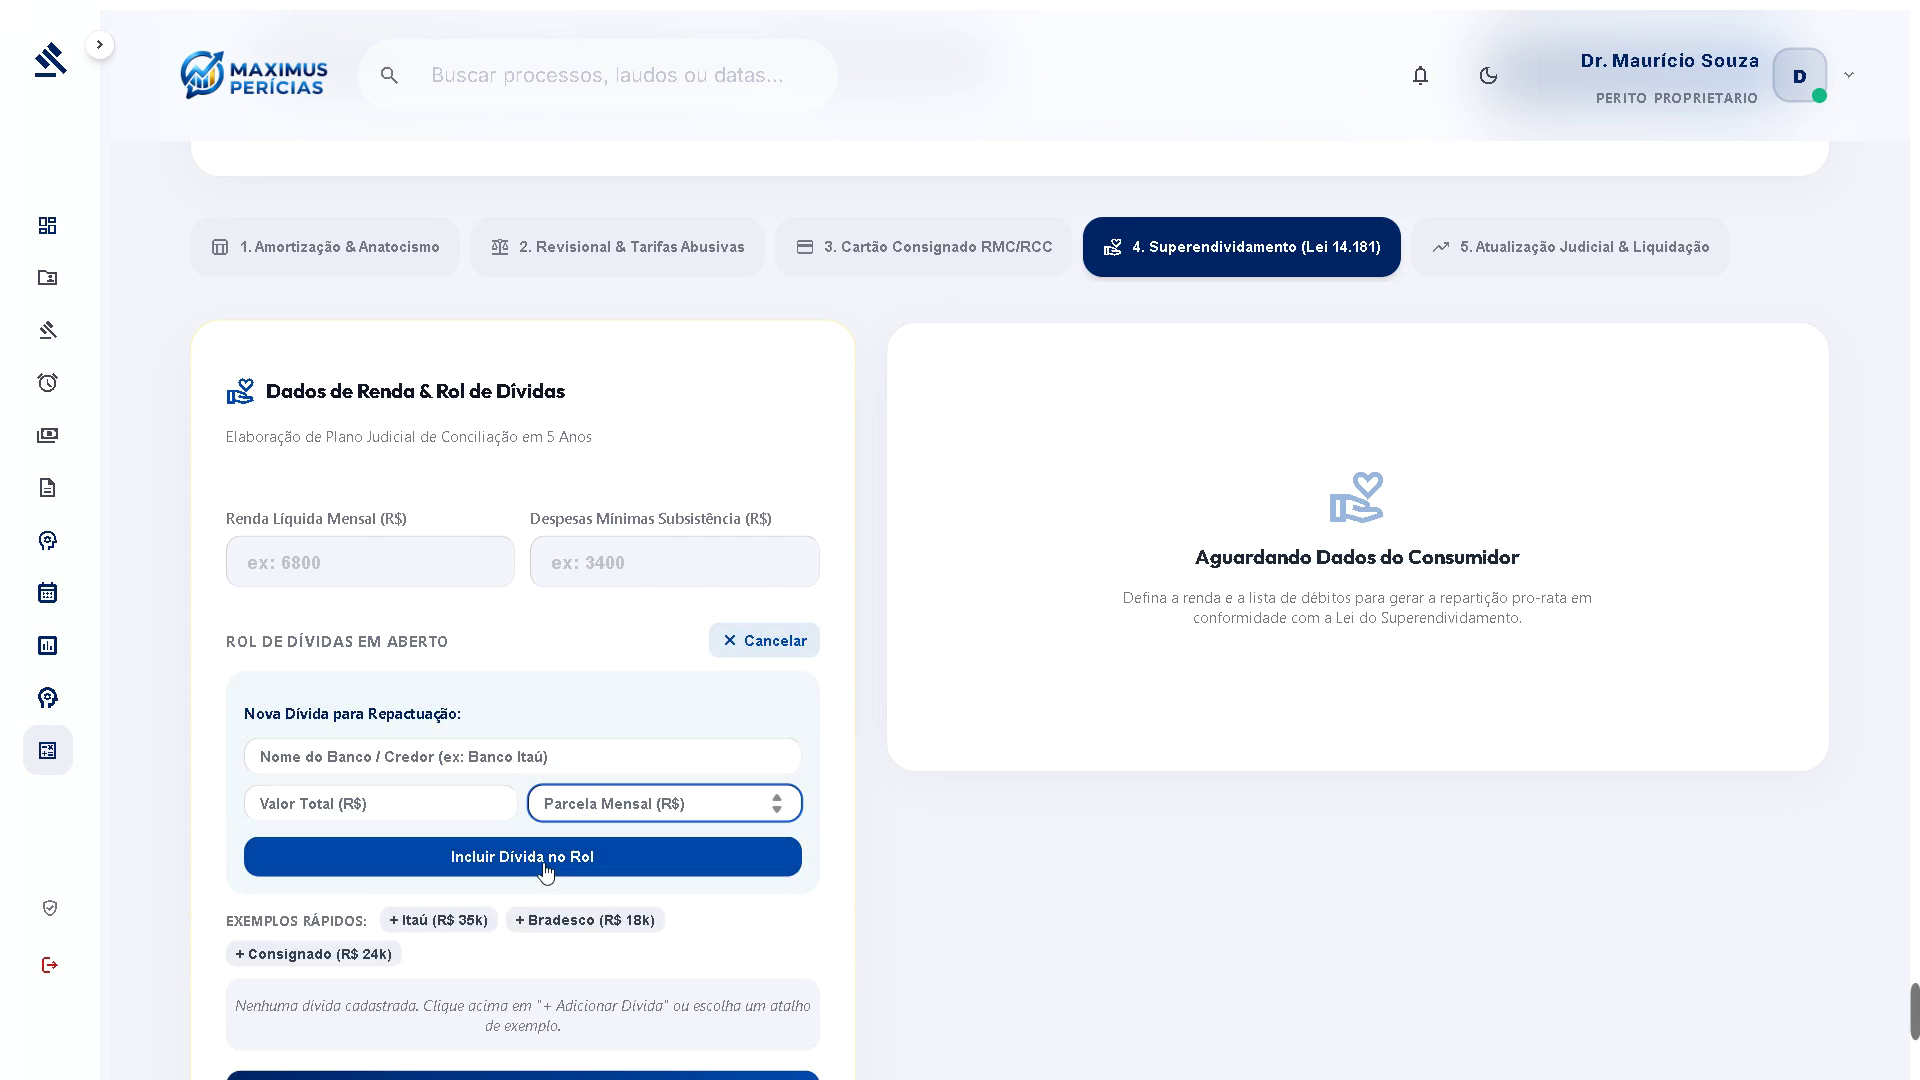 MAXIMUS
PERÍCIAS
Buscar processos, laudos ou datas...
Dr. Maurício Souza
PERITO PROPRIETARIO
D
1. Amortização & Anatocismo
2. Revisional & Tarifas Abusivas
3. Cartão Consignado RMC/RCC
4. Superendividamento (Lei 14.181)
5. Atualização Judicial & Liquidação
Dados de Renda & Rol de Dívidas
Elaboração de Plano Judicial de Conciliação em 5 Anos
Renda Líquida Mensal (R$)
Despesas Mínimas Subsistência (R$)
ex: 6800
ex: 3400
ROL DE DÍVIDAS EM ABERTO
Cancelar
Nova Dívida para Repactuação:
Nome do Banco / Credor (ex: Banco Itaú)
Valor Total (R$)
Parcela Mensal (R$)
Incluir Dívida no Rol
EXEMPLOS RÁPIDOS:
+ Itaú (R$ 35k)
+ Bradesco (R$ 18k)
+ Consignado (R$ 24k)
Nenhuma dívida cadastrada. Clique acima em "+ Adicionar Dívida" ou escolha um atalho
de exemplo.
Aguardando Dados do Consumidor
Defina a renda e a lista de débitos para gerar a repartição pro-rata em
conformidade com a Lei do Superendividamento.